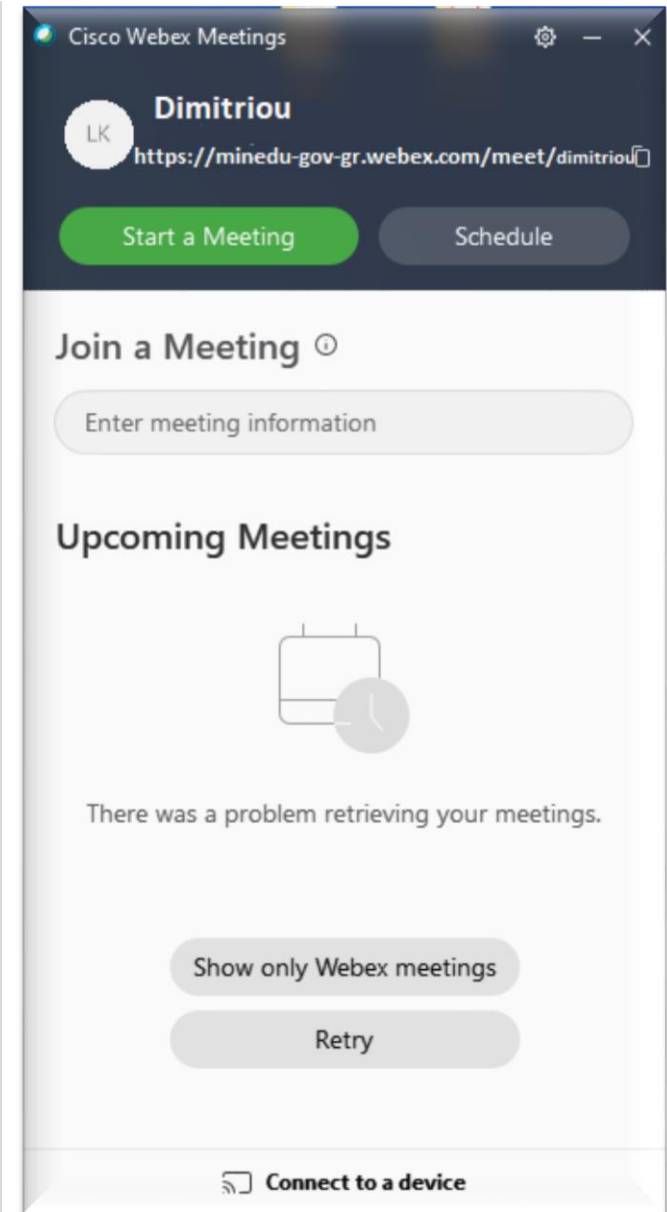 Cisco Webex Meetings
LK
Dimitriou
https://minedu-gov-gr.webex.com/meet/dimitriou
Start a Meeting
Schedule
Join a Meeting
Enter meeting information
Upcoming Meetings
There was a problem retrieving your meetings.
Show only Webex meetings
Retry
Connect to a device